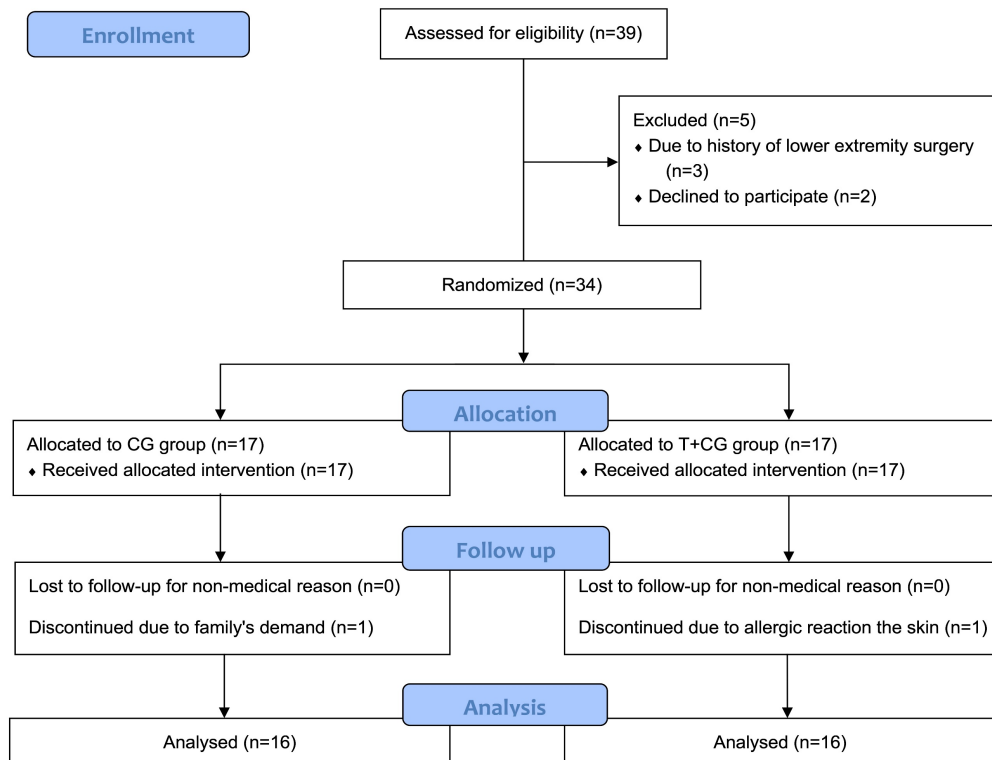 Enrollment
Assessed for eligibility (n=39)
Excluded (n=5)
♦ Due to history of lower extremity surgery
(n=3)
♦ Declined to participate (n=2)
Randomized (n=34)
Allocation
Allocated to CG group (n=17)
♦ Received allocated intervention (n=17)
Allocated to T+CG group (n=17)
♦ Received allocated intervention (n=17)
Follow up
Lost to follow-up for non-medical reason (n=0)
Discontinued due to family's demand (n=1)
Lost to follow-up for non-medical reason (n=0)
Discontinued due to allergic reaction the skin (n=1)
Analysis
Analysed (n=16)
Analysed (n=16)